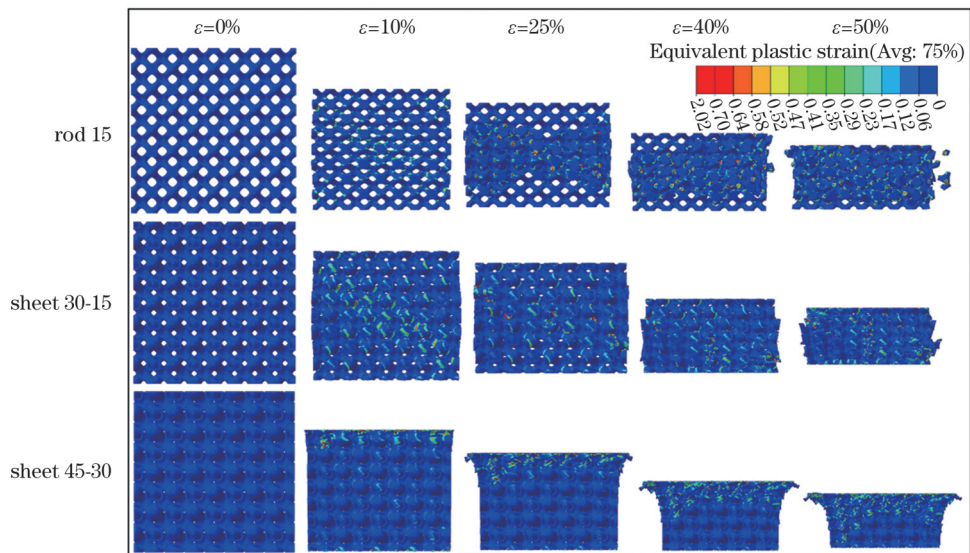 ε=0% ε=10% ε=25% ε=40% ε=50%
Equivalent plastic strain(Avg: 75%)
2.02 0.70 0.64 0.58 0.52 0.47 0.41 0.35 0.29 0.23 0.17 0.12 0.06 0
rod 15
sheet 30-15
sheet 45-30